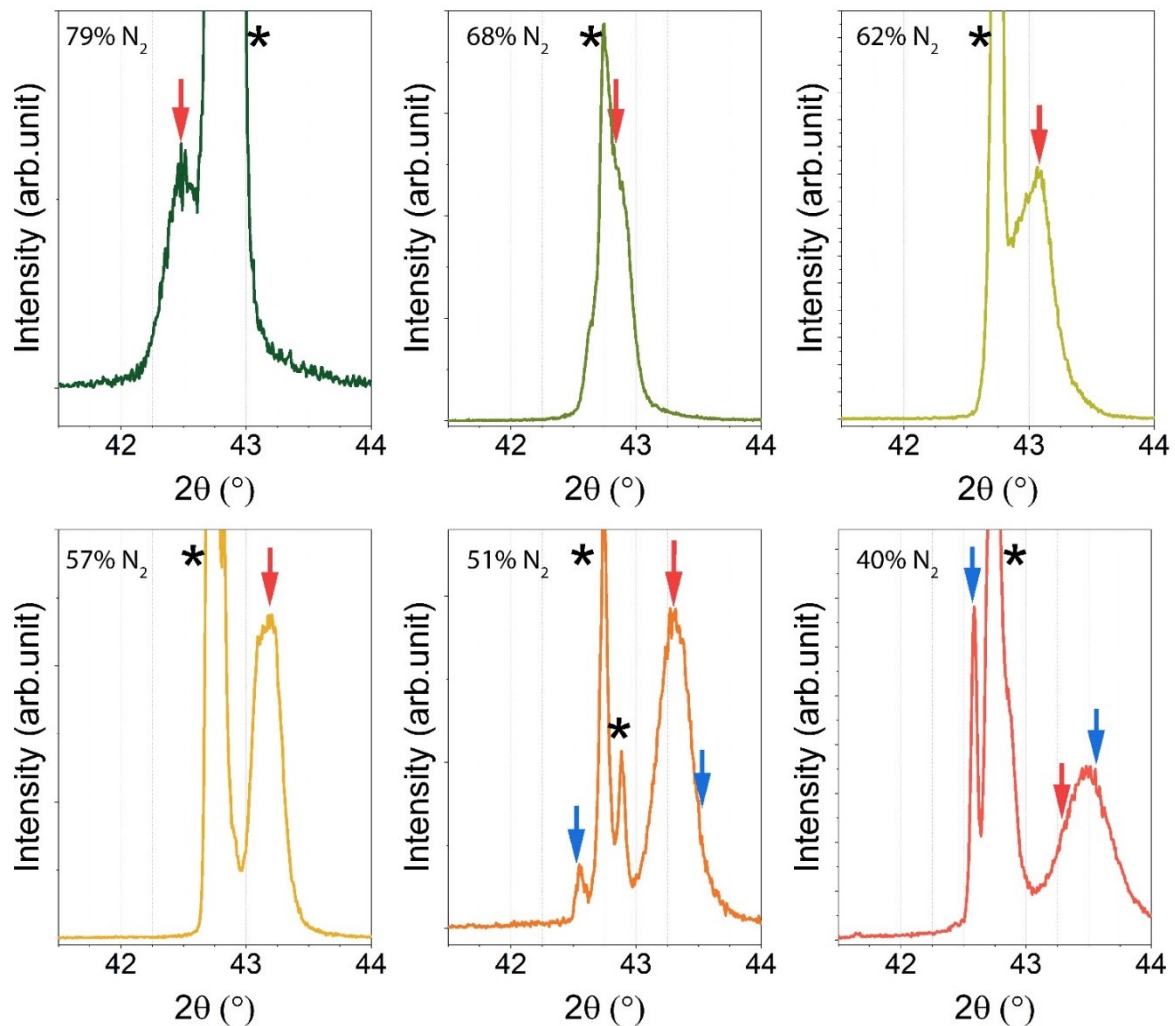 79% N₂ *
Intensity (arb.unit)
42 43 44
2θ (°)
68% N₂ *
Intensity (arb.unit)
42 43 44
2θ (°)
62% N₂ *
Intensity (arb.unit)
42 43 44
2θ (°)
57% N₂ *
Intensity (arb.unit)
42 43 44
2θ (°)
51% N₂ *
*
Intensity (arb.unit)
42 43 44
2θ (°)
40% N₂ *
Intensity (arb.unit)
42 43 44
2θ (°)